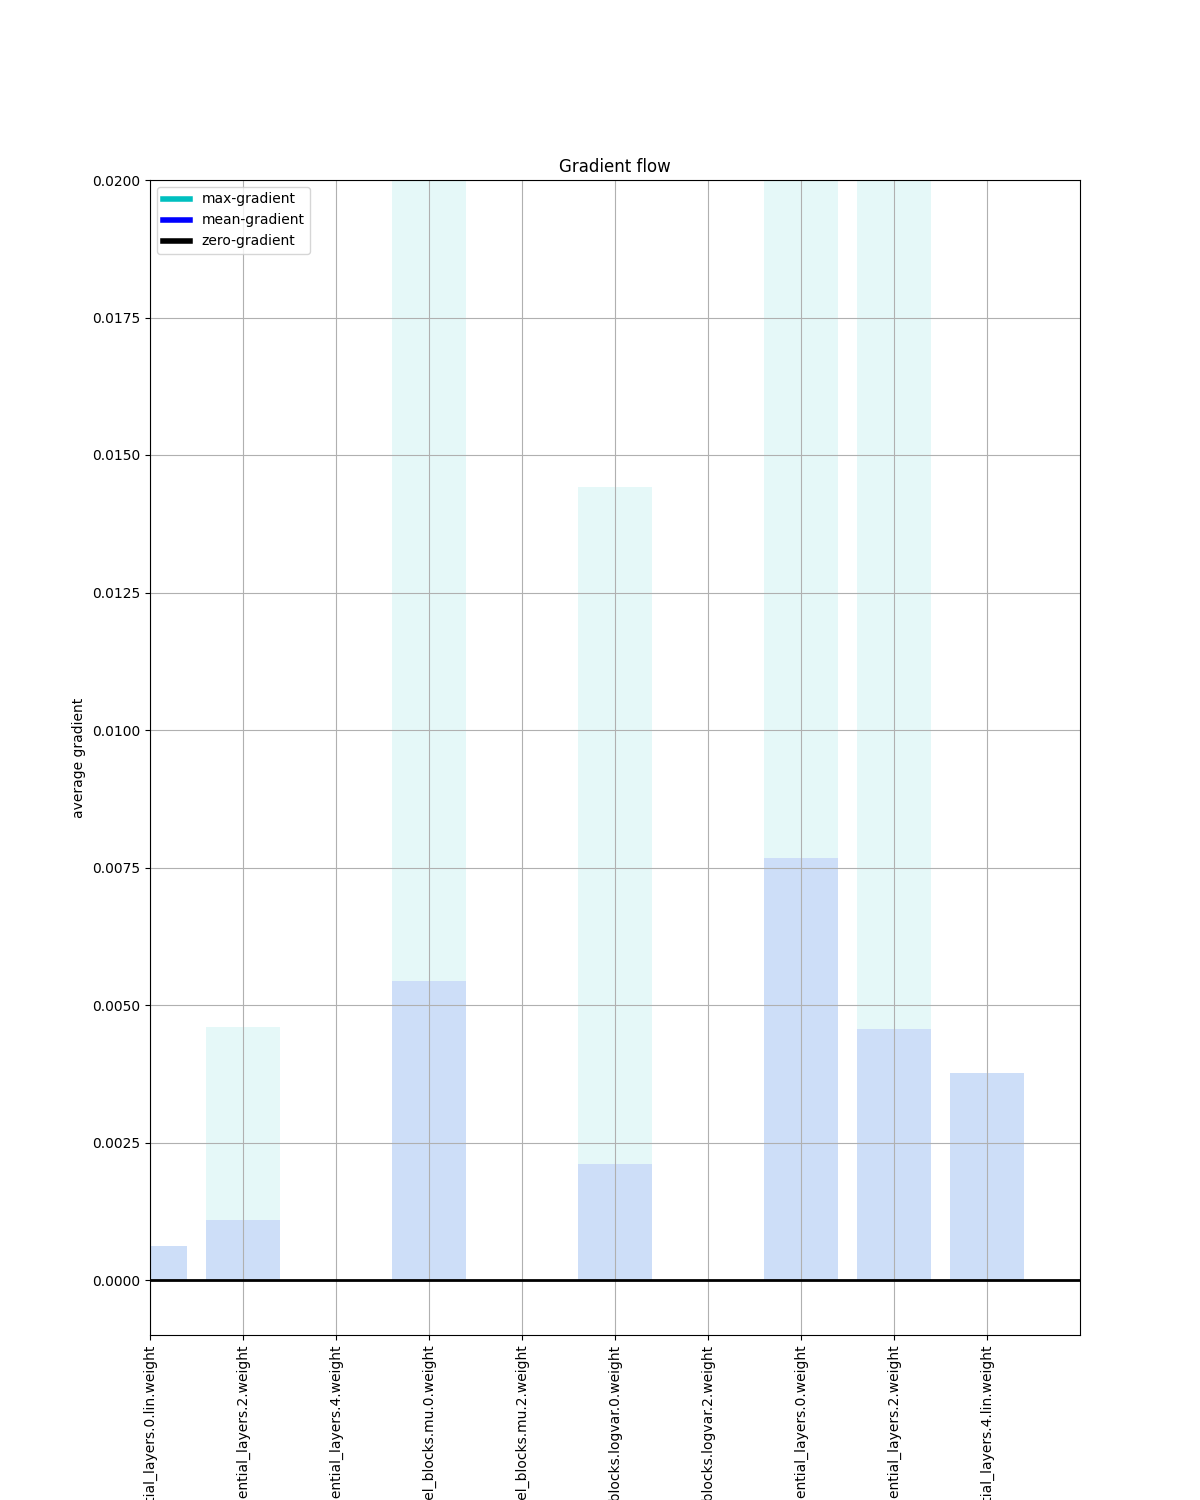 Gradient flow
max-gradient
mean-gradient
zero-gradient
0.0200
0.0175
0.0150
0.0125
0.0100
0.0075
0.0050
0.0025
0.0000
average gradient
tial_layers.0.lin.weight
ential_layers.2.weight
ential_layers.4.weight
el_blocks.mu.0.weight
el_blocks.mu.2.weight
blocks.logvar.0.weight
blocks.logvar.2.weight
ential_layers.0.weight
ential_layers.2.weight
tial_layers.4.lin.weight